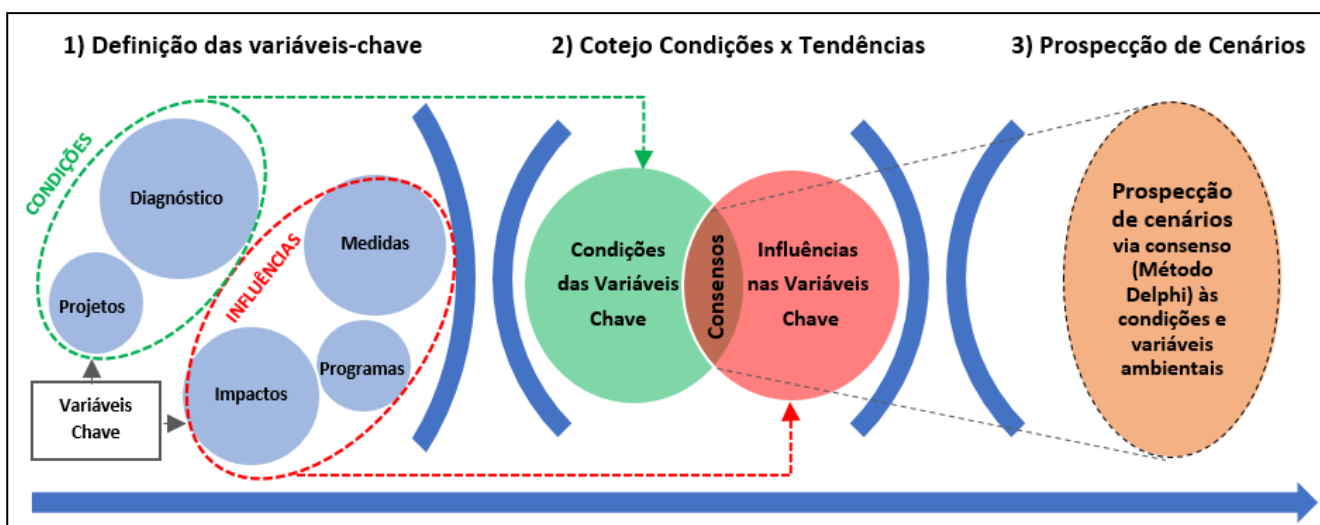 1) Definição das variáveis-chave
2) Cotejo Condições x Tendências
3) Prospecção de Cenários
CONDIÇÕES
Diagnóstico
Projetos
INFLUÊNCIAS
Medidas
Programas
Impactos
Variáveis
Chave
Condições
das Variáveis
Chave
Consensos
Influências
nas Variáveis
Chave
Prospecção
de cenários
via consenso
(Método
Delphi) às
condições e
variáveis
ambientais